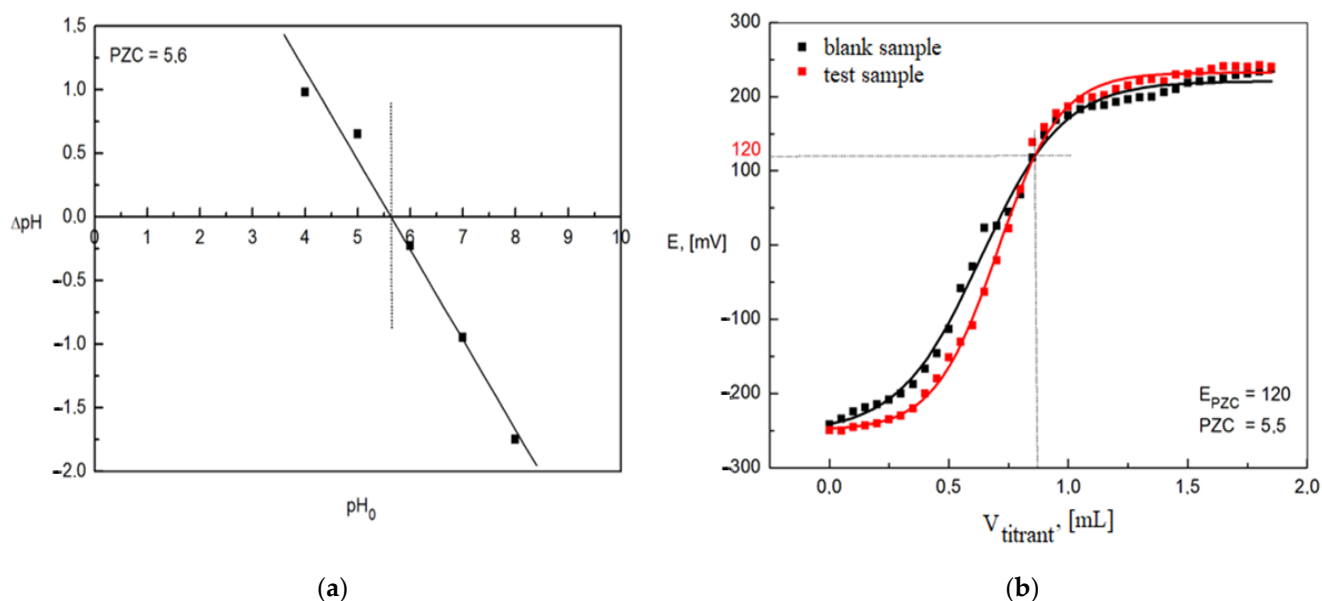 1.5
PZC = 5,6
1.0
0.5
0.0
ΔpH
0 1 2 3 4 5 6 7 8 9 10
−0.5
−1.0
−1.5
−2.0
pH0
(a)
300
blank sample
test sample
200
120
100
E, [mV] 0
−100
−200
EPZC = 120
PZC = 5,5
−300
0.0 0.5 1.0 1.5 2.0
Vtitrant, [mL]
(b)